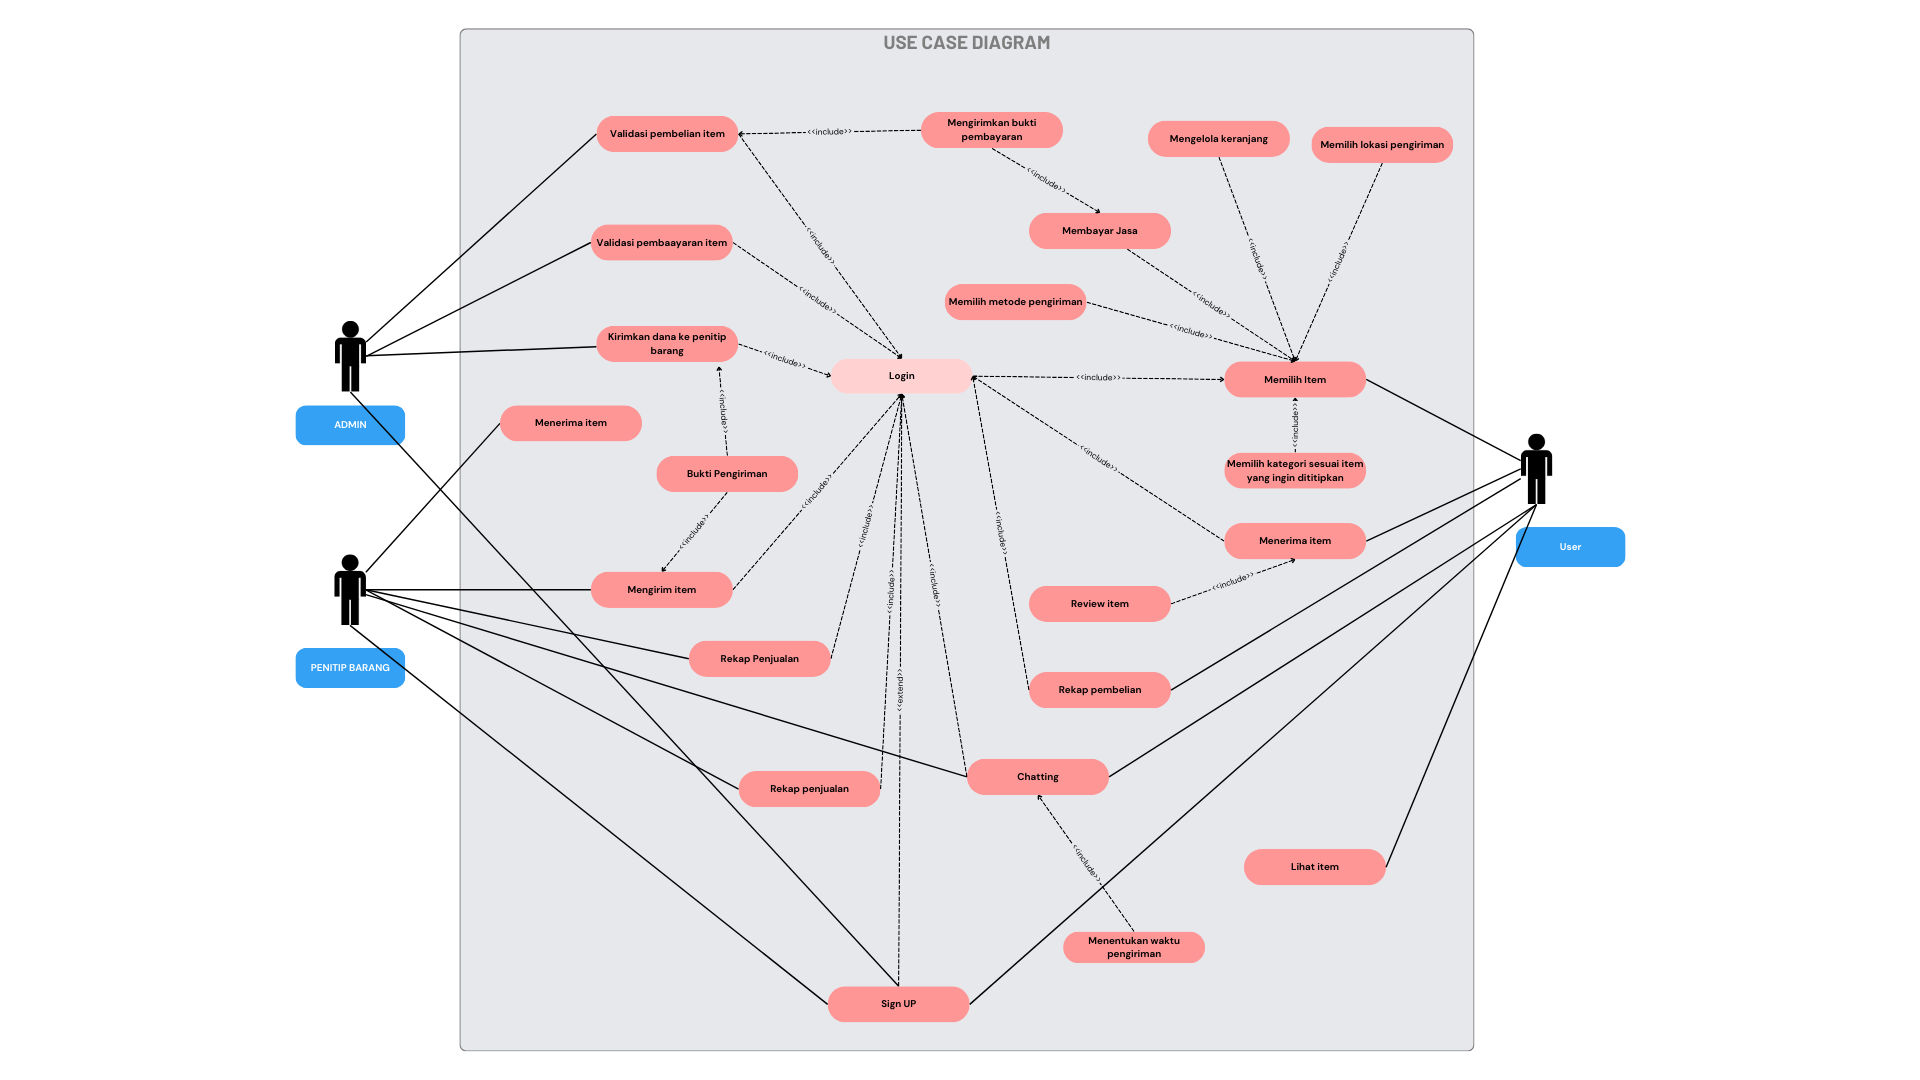 USE CASE DIAGRAM
Validasi pembelian item
<<include>>
Mengirimkan bukti
pembayaran
Mengelola keranjang
Memilih lokasi pengiriman
<<include>>
Membayar Jasa
Validasi pembaayaran item
<<include>>
<<include>>
<<include>>
<<include>>
<<include>>
Memilih metode pengiriman
<<include>>
Kirimkan dana ke penitip
barang
<<include>>
Login
<<include>>
Memilih Item
ADMIN
Menerima item
<<include>>
<<include>>
<<include>>
Bukti Pengiriman
Memilih kategori sesuai item
yang ingin dititipkan
<<include>>
<<include>>
<<include>>
<<include>>
Menerima item
User
Mengirim item
<<include>>
<<include>>
<<include>>
Review item
PENITIP BARANG
Rekap Penjualan
<<extend>>
Rekap pembelian
Chatting
Rekap penjualan
<<include>>
Lihat item
Menentukan waktu
pengiriman
Sign UP